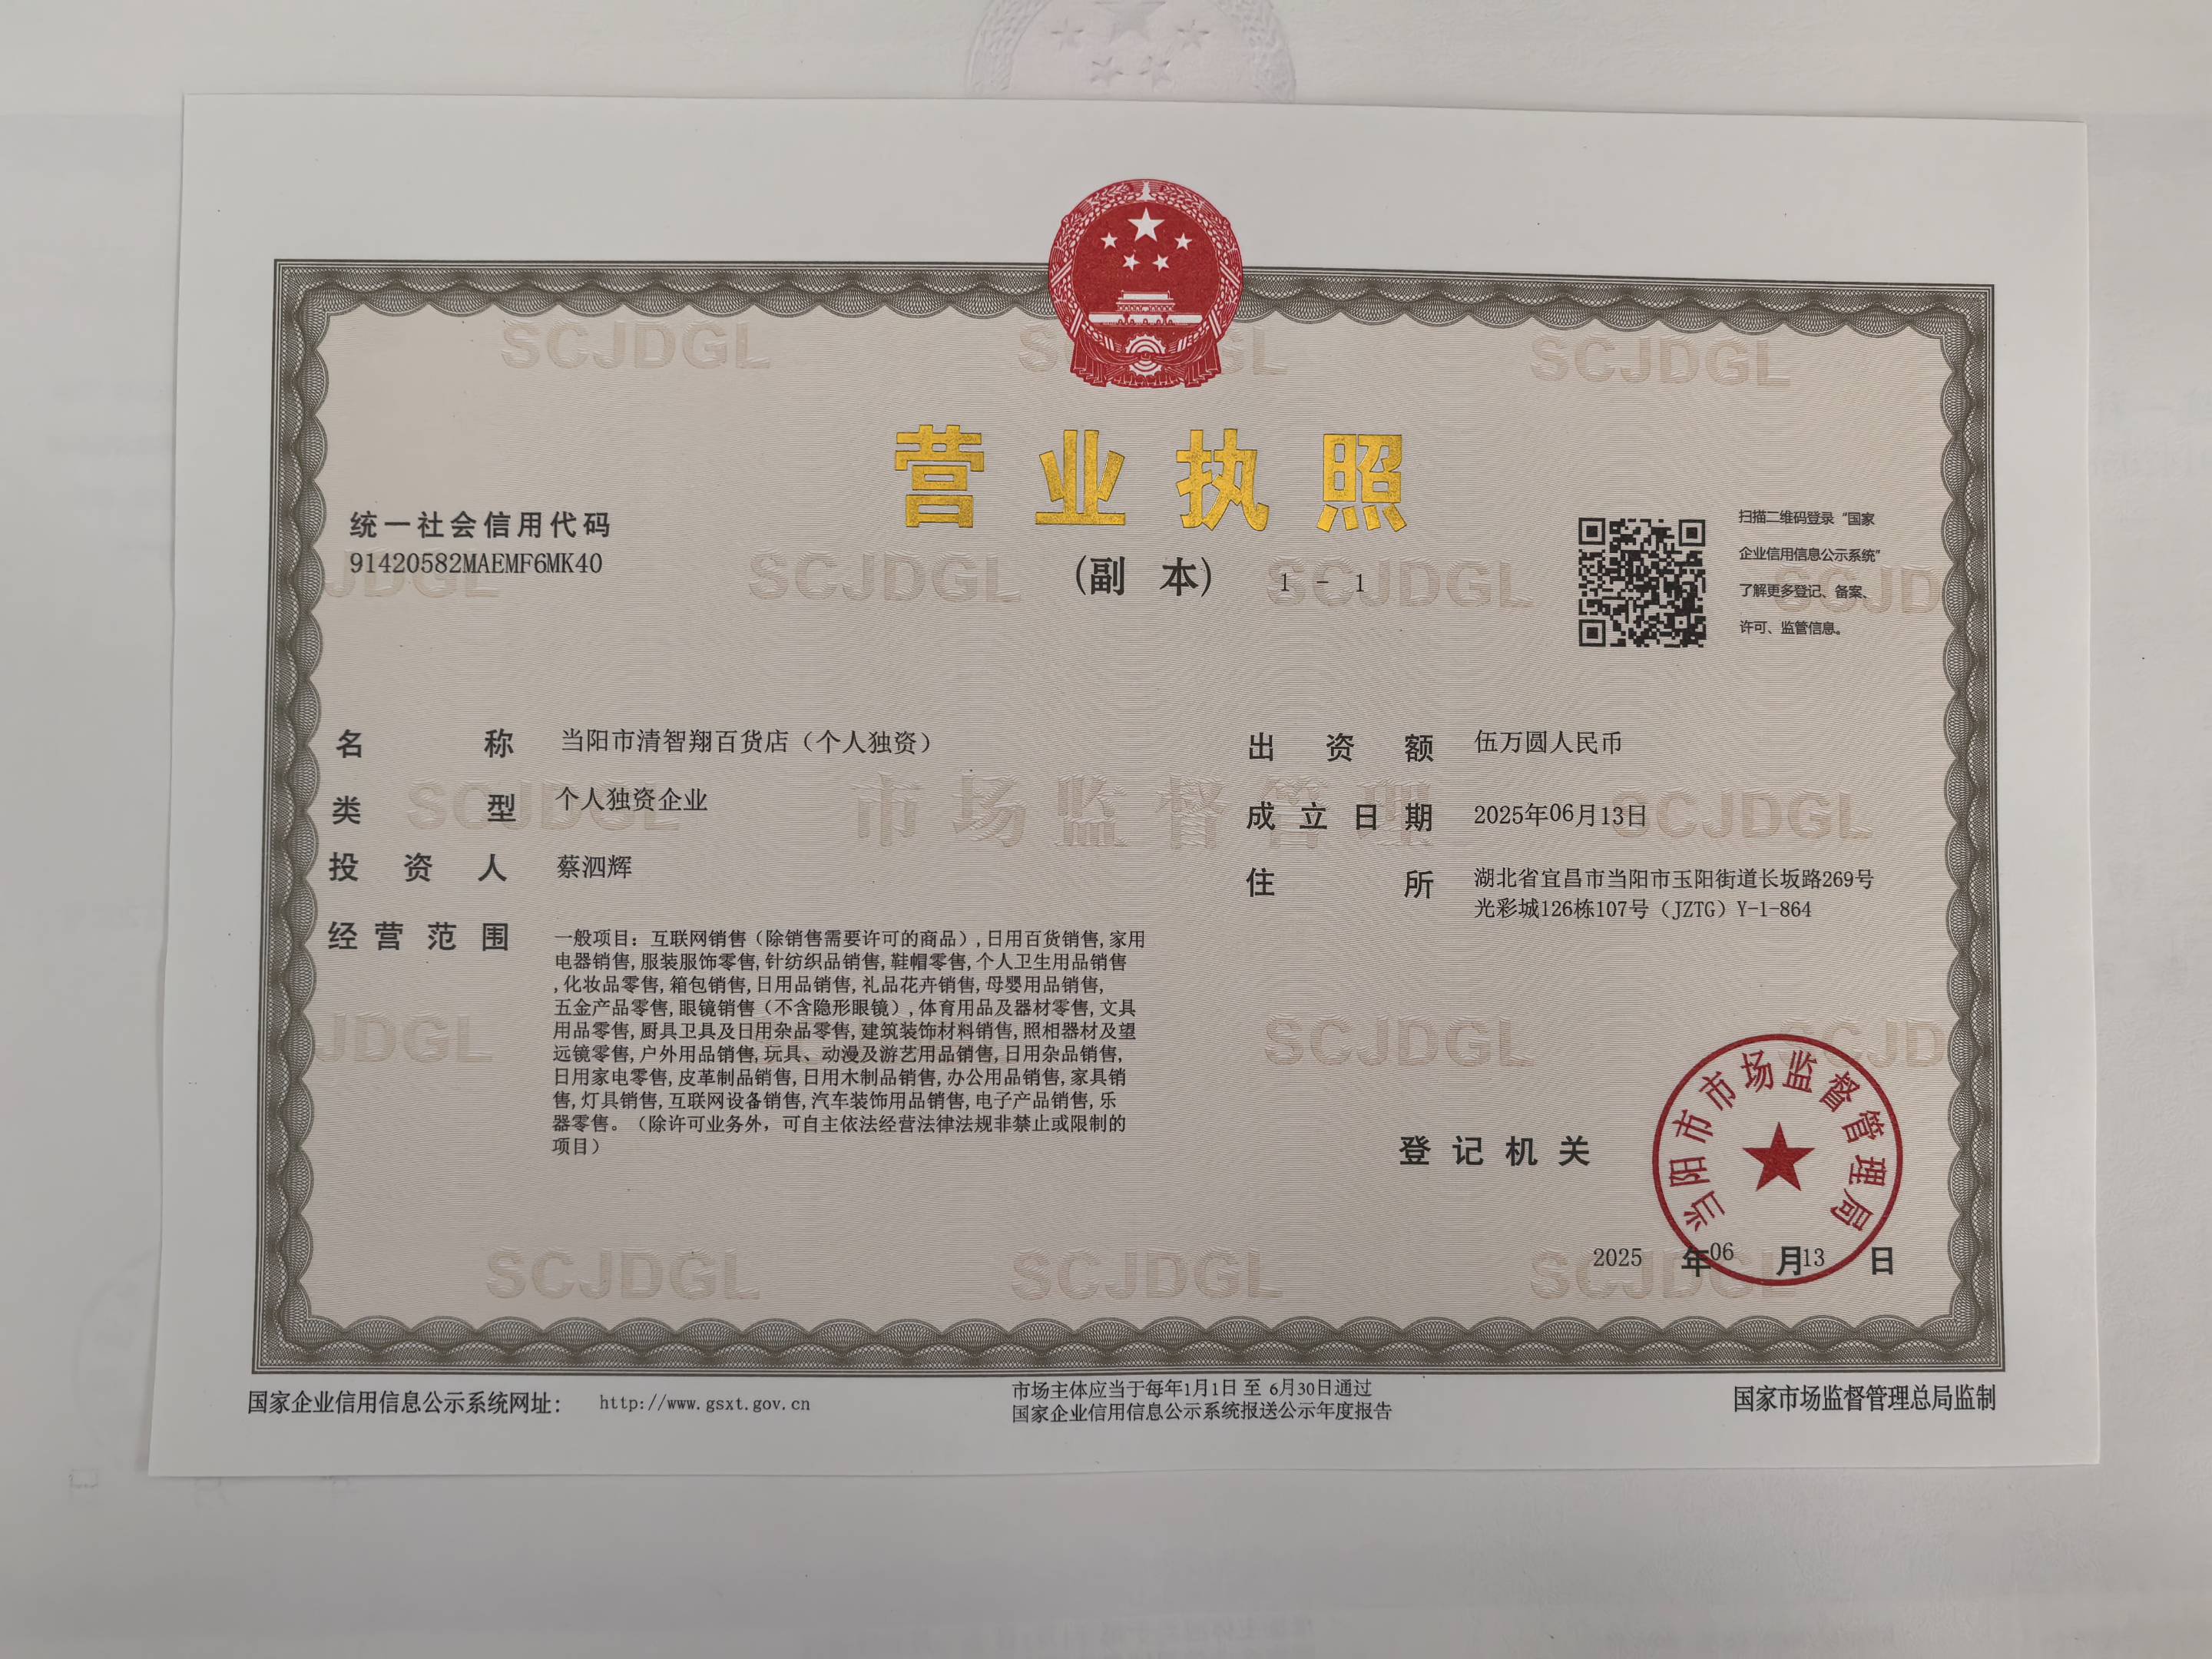 营业执照
(副 本) 1-1
统一社会信用代码
91420582MAEMF6MK40
扫描二维码登录“国家
企业信用信息公示系统”
了解更多登记、备案、
许可、监管信息。
名 称 当阳市清智翔百货店（个人独资）
类 型 个人独资企业
投 资 人 蔡泗辉
经营范围 一般项目：互联网销售（除销售需要许可的商品）,日用百货销售,家用
电器销售,服装服饰零售,针纺织品销售,鞋帽零售,个人卫生用品销售
,化妆品零售,箱包销售,日用品销售,礼品花卉销售,母婴用品销售,
五金产品零售,眼镜销售（不含隐形眼镜）,体育用品及器材零售,文具
用品零售,厨具卫具及日用杂品零售,建筑装饰材料销售,照相器材及望
远镜零售,户外用品销售,玩具、动漫及游艺用品销售,日用杂品销售,
日用家电零售,皮革制品销售,日用木制品销售,办公用品销售,家具销
售,灯具销售,互联网设备销售,汽车装饰用品销售,电子产品销售,乐
器零售。（除许可业务外，可自主依法经营法律法规非禁止或限制的
项目）
出 资 额 伍万圆人民币
成立日期 2025年06月13日
住 所 湖北省宜昌市当阳市玉阳街道长坂路269号
光彩城126栋107号（JZTG）Y-1-864
登记机关
当阳市市场监督管理局
2025 年 06 月 13 日
国家企业信用信息公示系统网址： http://www.gsxt.gov.cn
市场主体应当于每年1月1日 至 6月30日通过
国家企业信用信息公示系统报送公示年度报告
国家市场监督管理总局监制
SCJDGL
市场监督管理